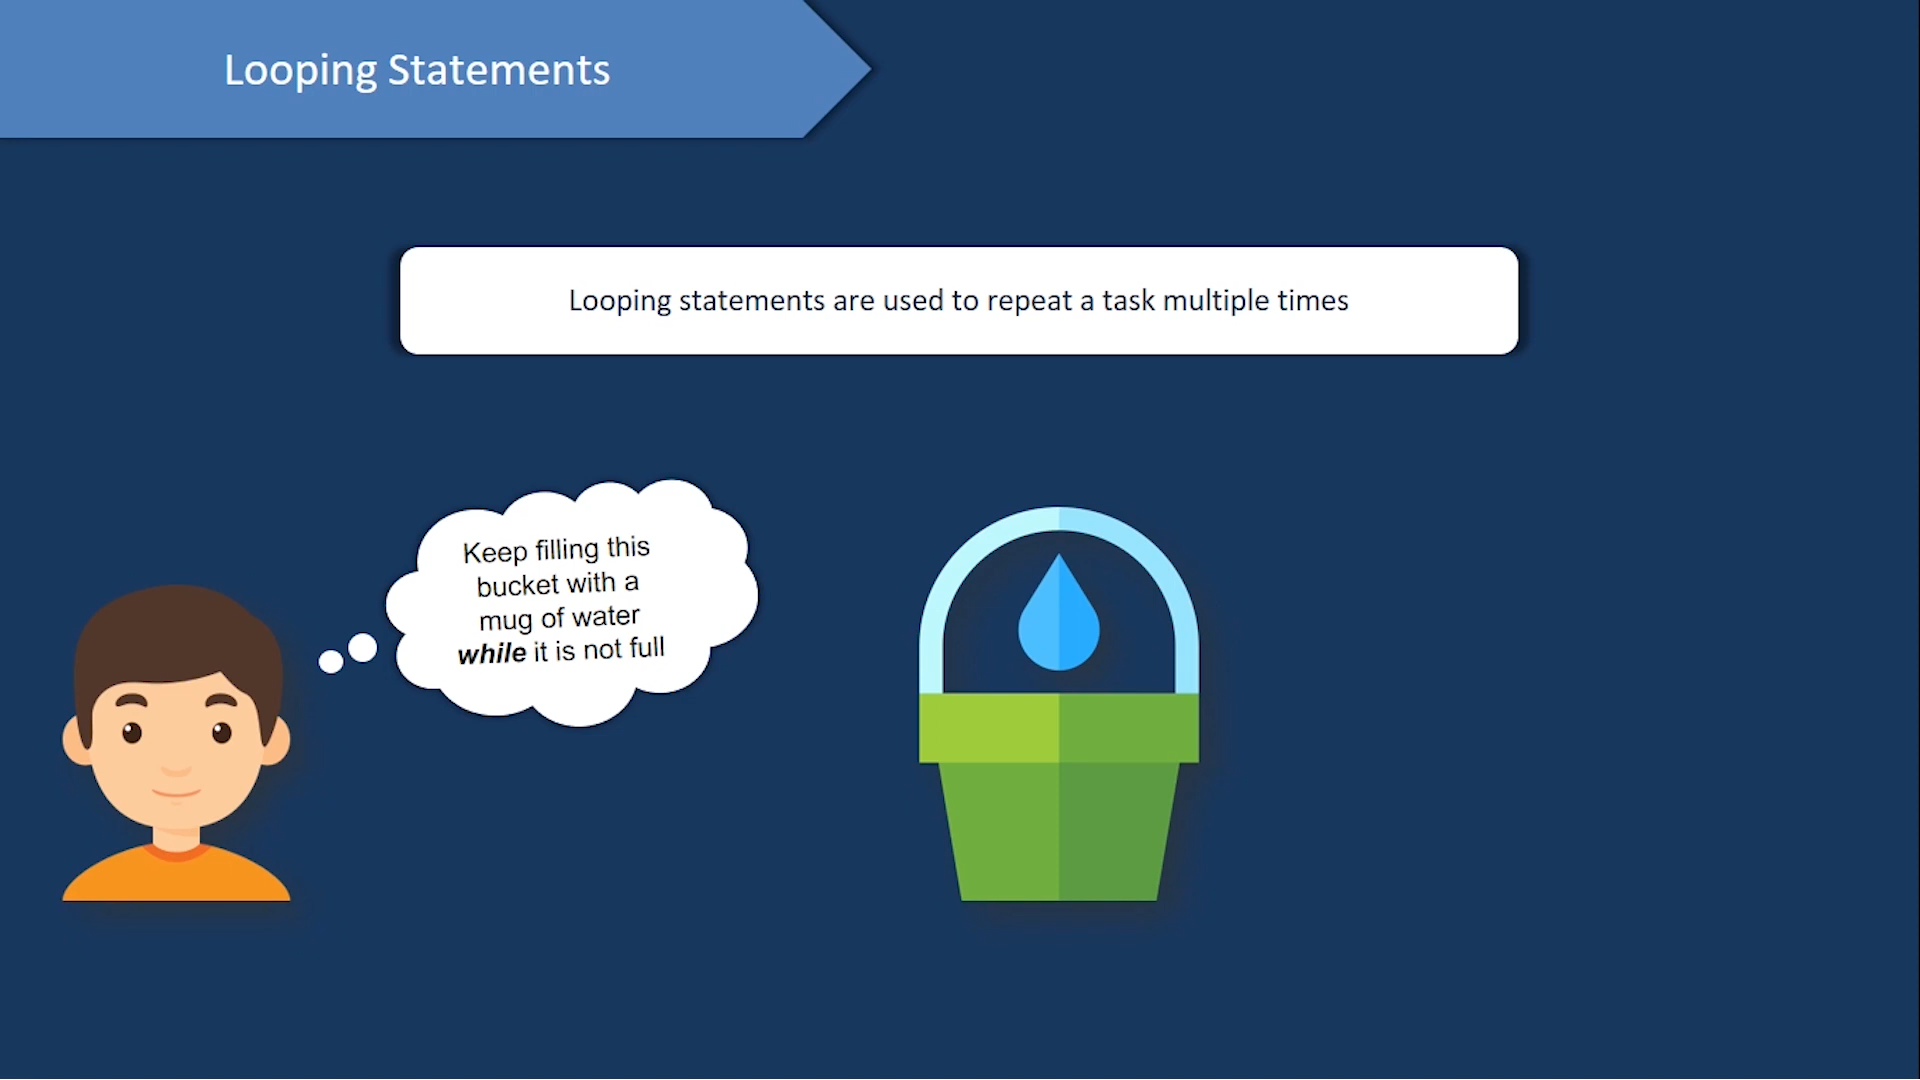 Looping Statements
Looping statements are used to repeat a task multiple times
Keep filling this
bucket with a
mug of water
while it is not full